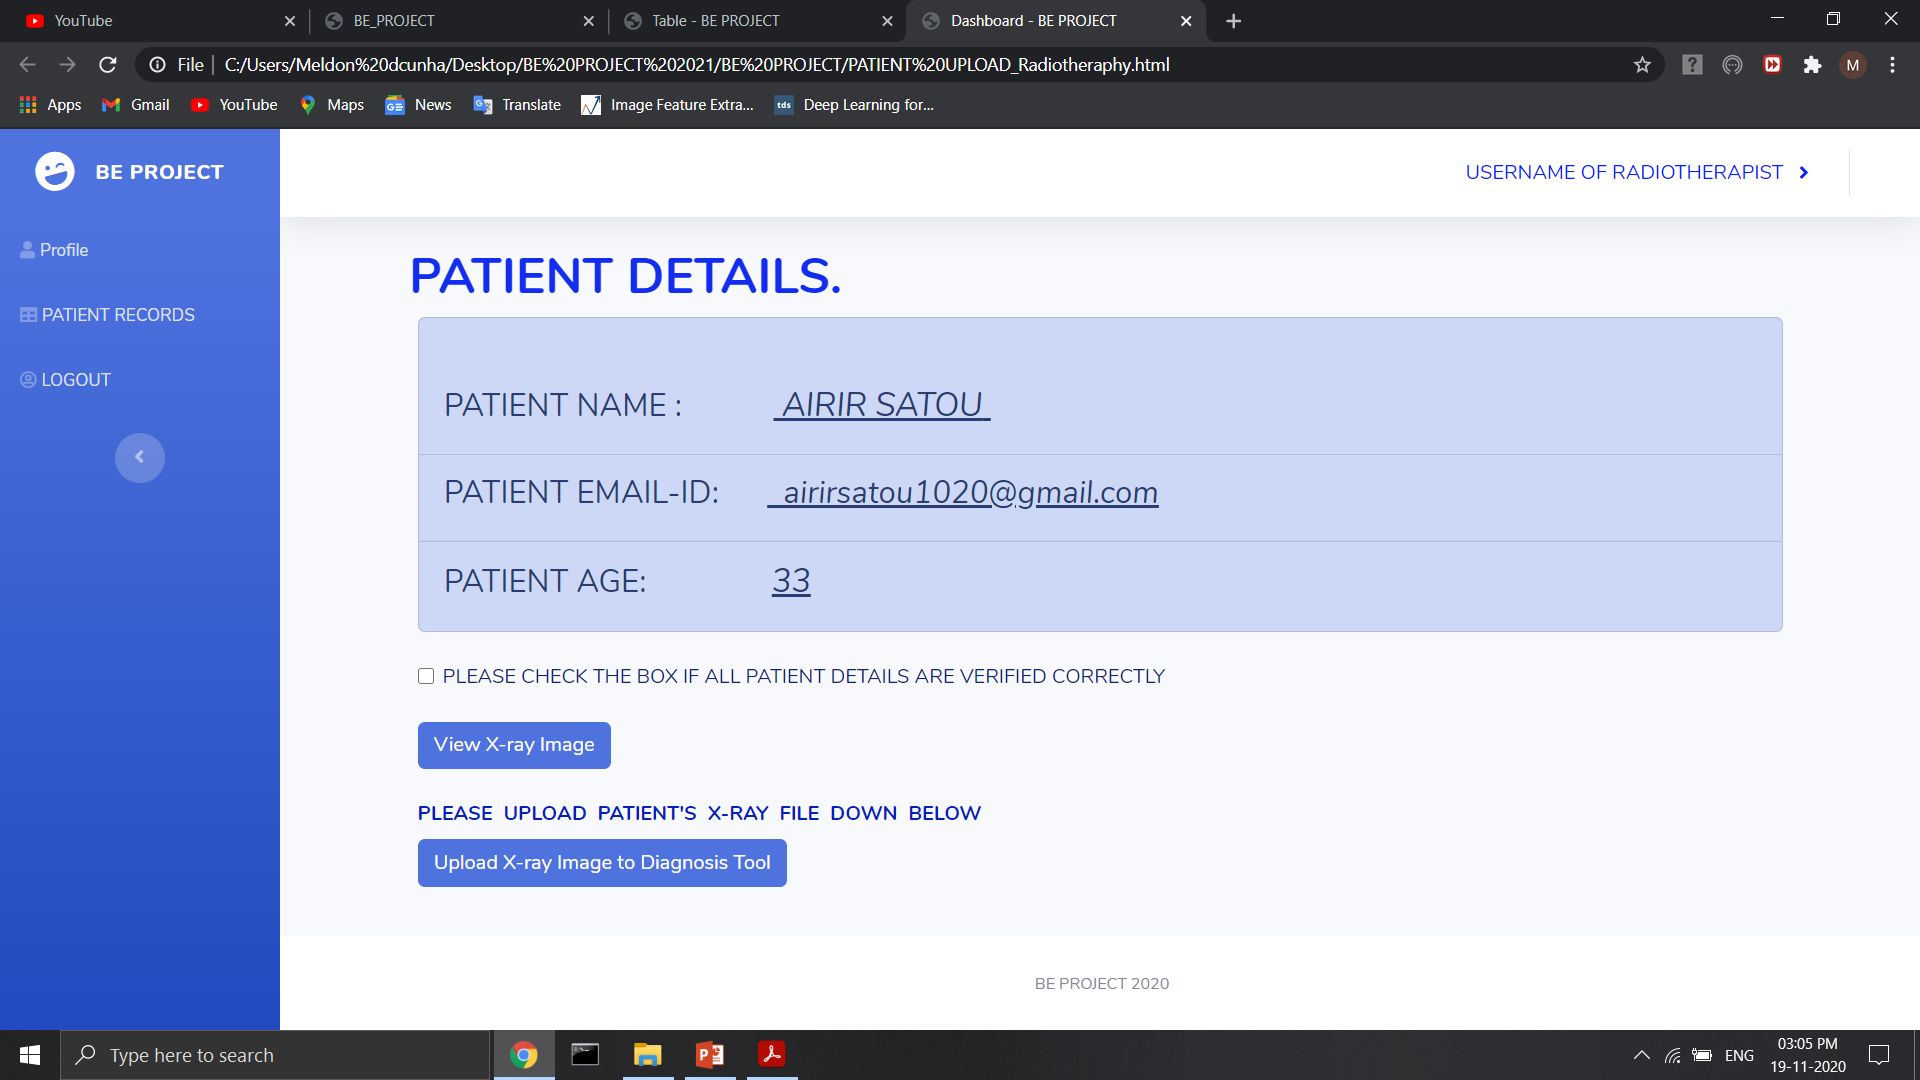 YouTube
BE_PROJECT
Table - BE PROJECT
Dashboard - BE PROJECT
File
C:/Users/Meldon%20dcunha/Desktop/BE%20PROJECT%202021/BE%20PROJECT/PATIENT%20UPLOAD_Radiotheraphy.html
M
Apps
Gmail
YouTube
Maps
News
Translate
Image Feature Extra...
tds
Deep Learning for...
BE PROJECT
USERNAME OF RADIOTHERAPIST
Profile
PATIENT RECORDS
LOGOUT
PATIENT DETAILS.
PATIENT NAME : AIRIR SATOU
PATIENT EMAIL-ID: airirsatou1020@gmail.com
PATIENT AGE: 33
PLEASE CHECK THE BOX IF ALL PATIENT DETAILS ARE VERIFIED CORRECTLY
View X-ray Image
PLEASE UPLOAD PATIENT'S X-RAY FILE DOWN BELOW
Upload X-ray Image to Diagnosis Tool
BE PROJECT 2020
Type here to search
ENG
03:05 PM
19-11-2020